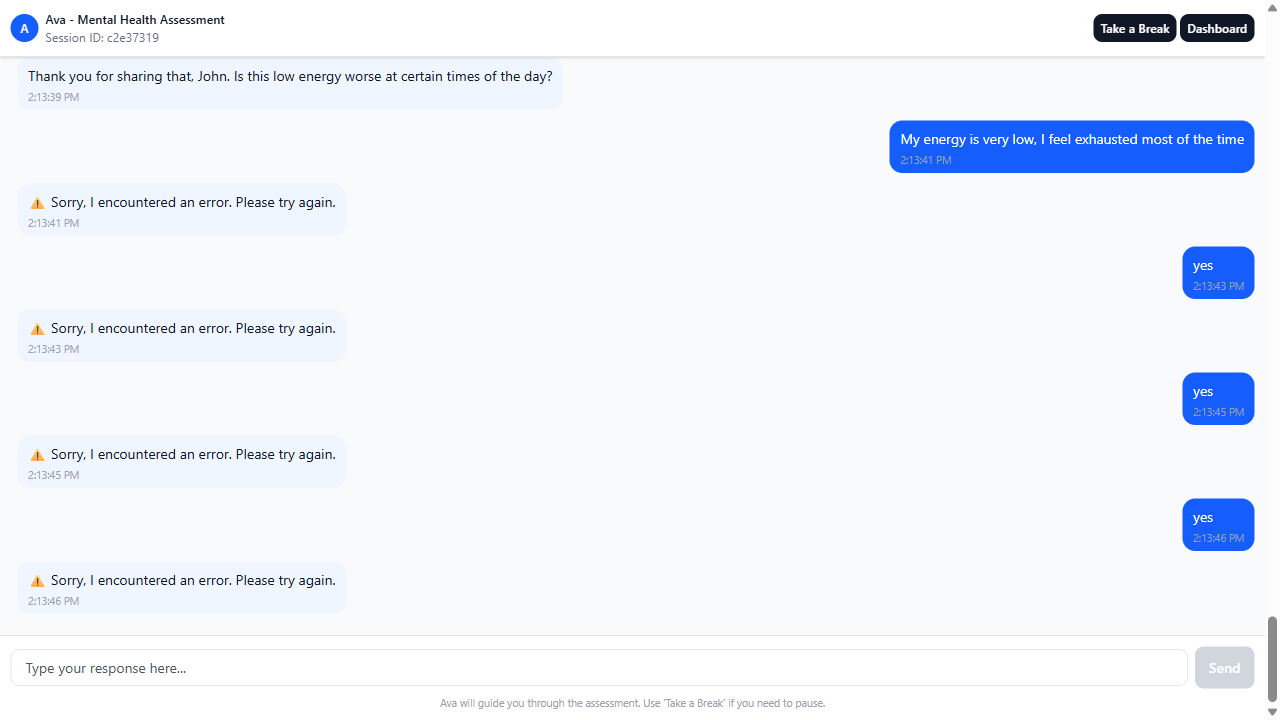 A
Ava - Mental Health Assessment
Session ID: c2e37319
Take a Break
Dashboard
Thank you for sharing that, John. Is this low energy worse at certain times of the day?
2:13:39 PM
My energy is very low, I feel exhausted most of the time
2:13:41 PM
⚠️ Sorry, I encountered an error. Please try again.
2:13:41 PM
yes
2:13:43 PM
⚠️ Sorry, I encountered an error. Please try again.
2:13:43 PM
yes
2:13:45 PM
⚠️ Sorry, I encountered an error. Please try again.
2:13:45 PM
yes
2:13:46 PM
⚠️ Sorry, I encountered an error. Please try again.
2:13:46 PM
Type your response here...
Send
Ava will guide you through the assessment. Use 'Take a Break' if you need to pause.